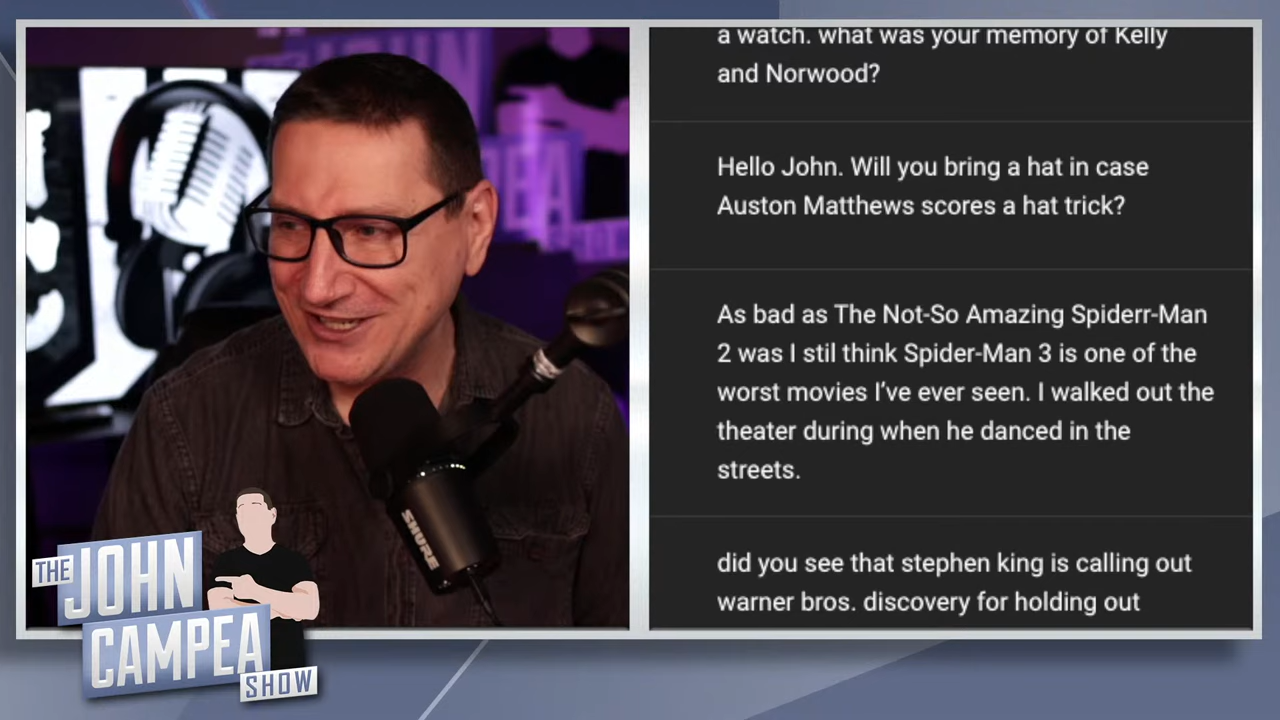 a watch. what was your memory of Kelly
and Norwood?
Hello John. Will you bring a hat in case
Auston Matthews scores a hat trick?
As bad as The Not-So Amazing Spiderr-Man
2 was I stil think Spider-Man 3 is one of the
worst movies I've ever seen. I walked out the
theater during when he danced in the
streets.
did you see that stephen king is calling out
warner bros. discovery for holding out
SHURE
THE
JOHN
CAMPEA
SHOW